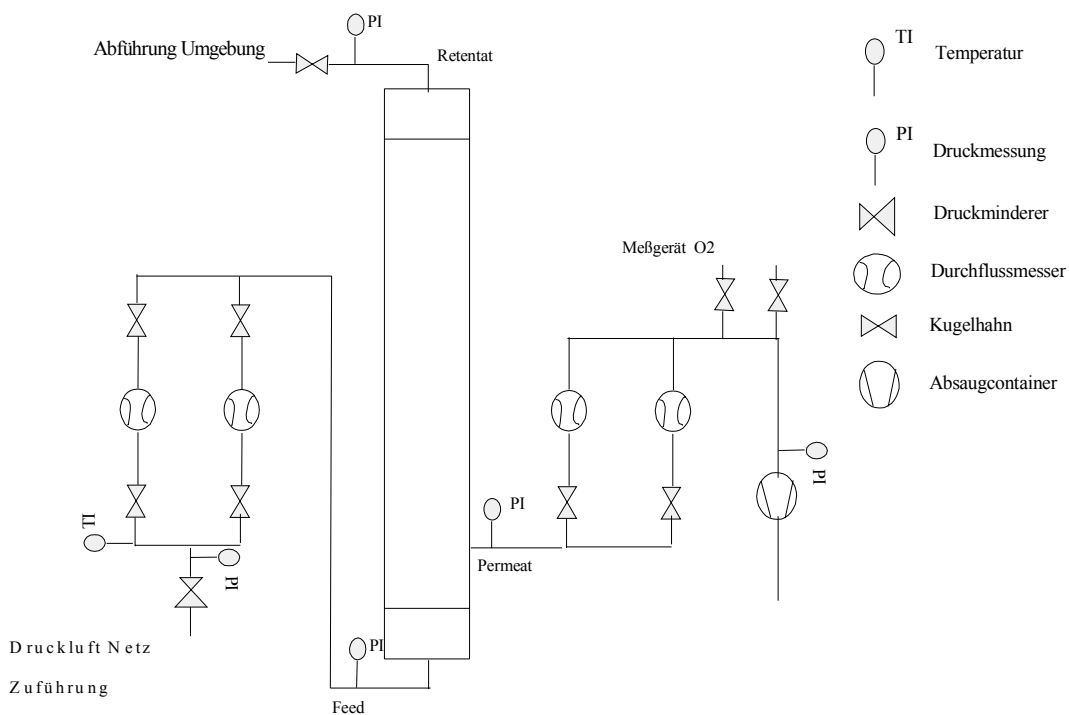 PI
Abführung Umgebung
Retentat
TI
Temperatur
PI
Druckmessung
Druckminderer
Meßgerät O2
Durchflussmesser
Kugelhahn
Absaugcontainer
PI
TI
PI
PI
Permeat
Druckluft Netz
Zuführung
PI
Feed